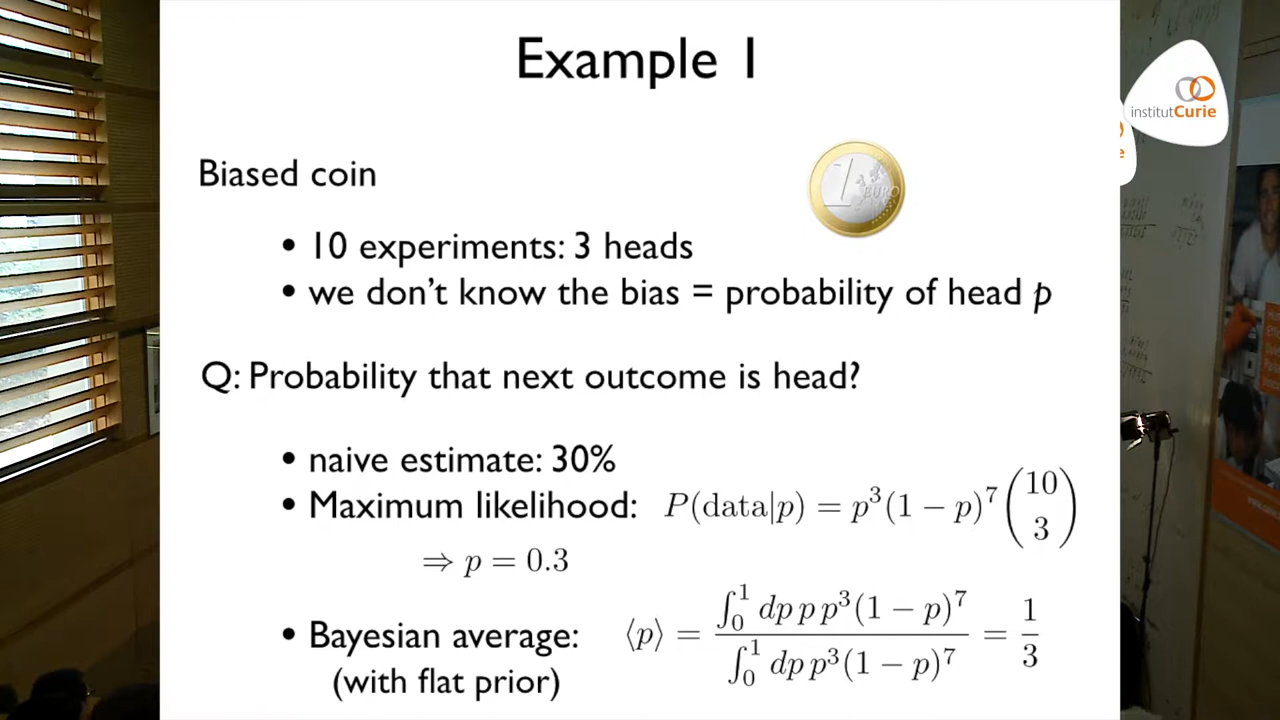 Example 1
institutCurie
Biased coin
1 EURO
• 10 experiments: 3 heads
• we don't know the bias = probability of head p
Q: Probability that next outcome is head?
• naive estimate: 30%
• Maximum likelihood: P(data|p) = p³(1 − p)⁷ (10 3)
⇒ p = 0.3
• Bayesian average: ⟨p⟩ = ∫₀¹ dp p p³(1 − p)⁷ / ∫₀¹ dp p³(1 − p)⁷ = 1/3
(with flat prior)